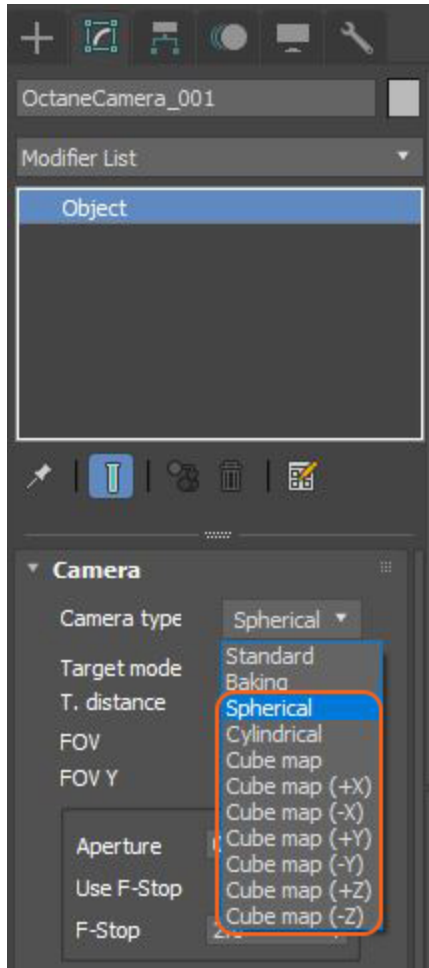 OctaneCamera_001
Modifier List
Object
Camera
Camera type Spherical
Target mode
T. distance
FOV
FOV Y
Standard
Baking
Spherical
Cylindrical
Cube map
Cube map (+X)
Cube map (-X)
Cube map (+Y)
Cube map (-Y)
Cube map (+Z)
Cube map (-Z)
Aperture
Use F-Stop
F-Stop